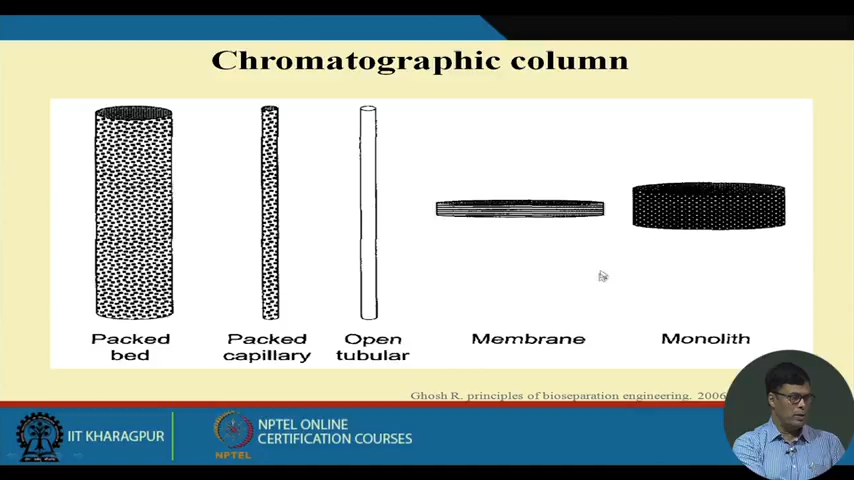 Chromatographic column
Packed
bed
Packed
capillary
Open
tubular
Membrane
Monolith
Ghosh R. principles of bioseparation engineering. 2006
IIT KHARAGPUR
NPTEL
NPTEL ONLINE
CERTIFICATION COURSES